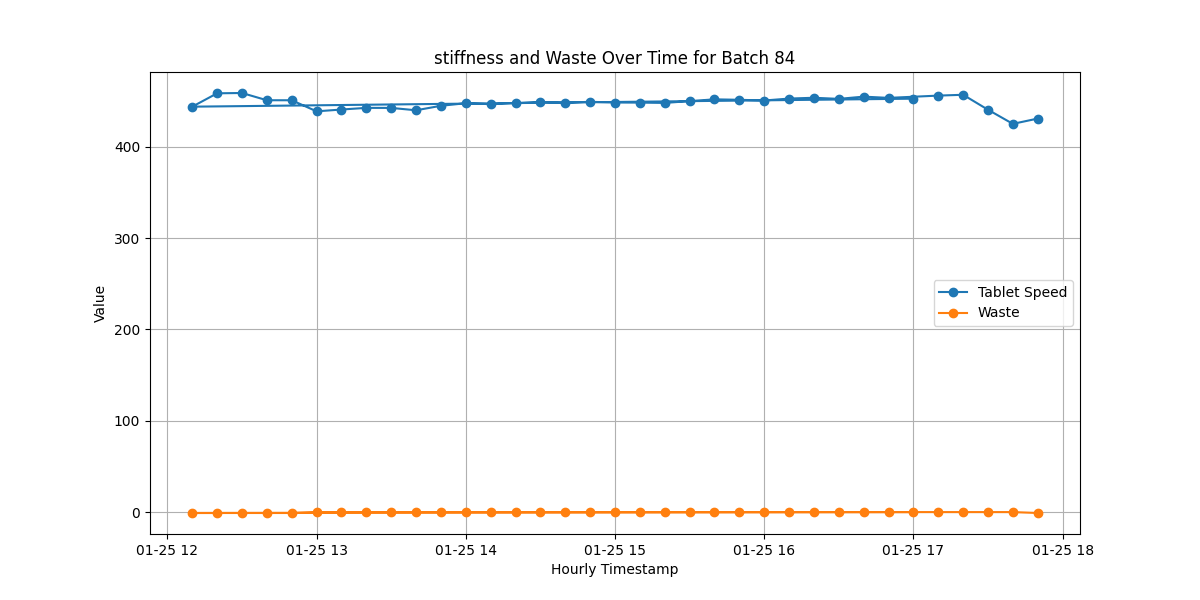 stiffness and Waste Over Time for Batch 84
Value
400
300
200
100
0
Tablet Speed
Waste
01-25 12
01-25 13
01-25 14
01-25 15
01-25 16
01-25 17
01-25 18
Hourly Timestamp